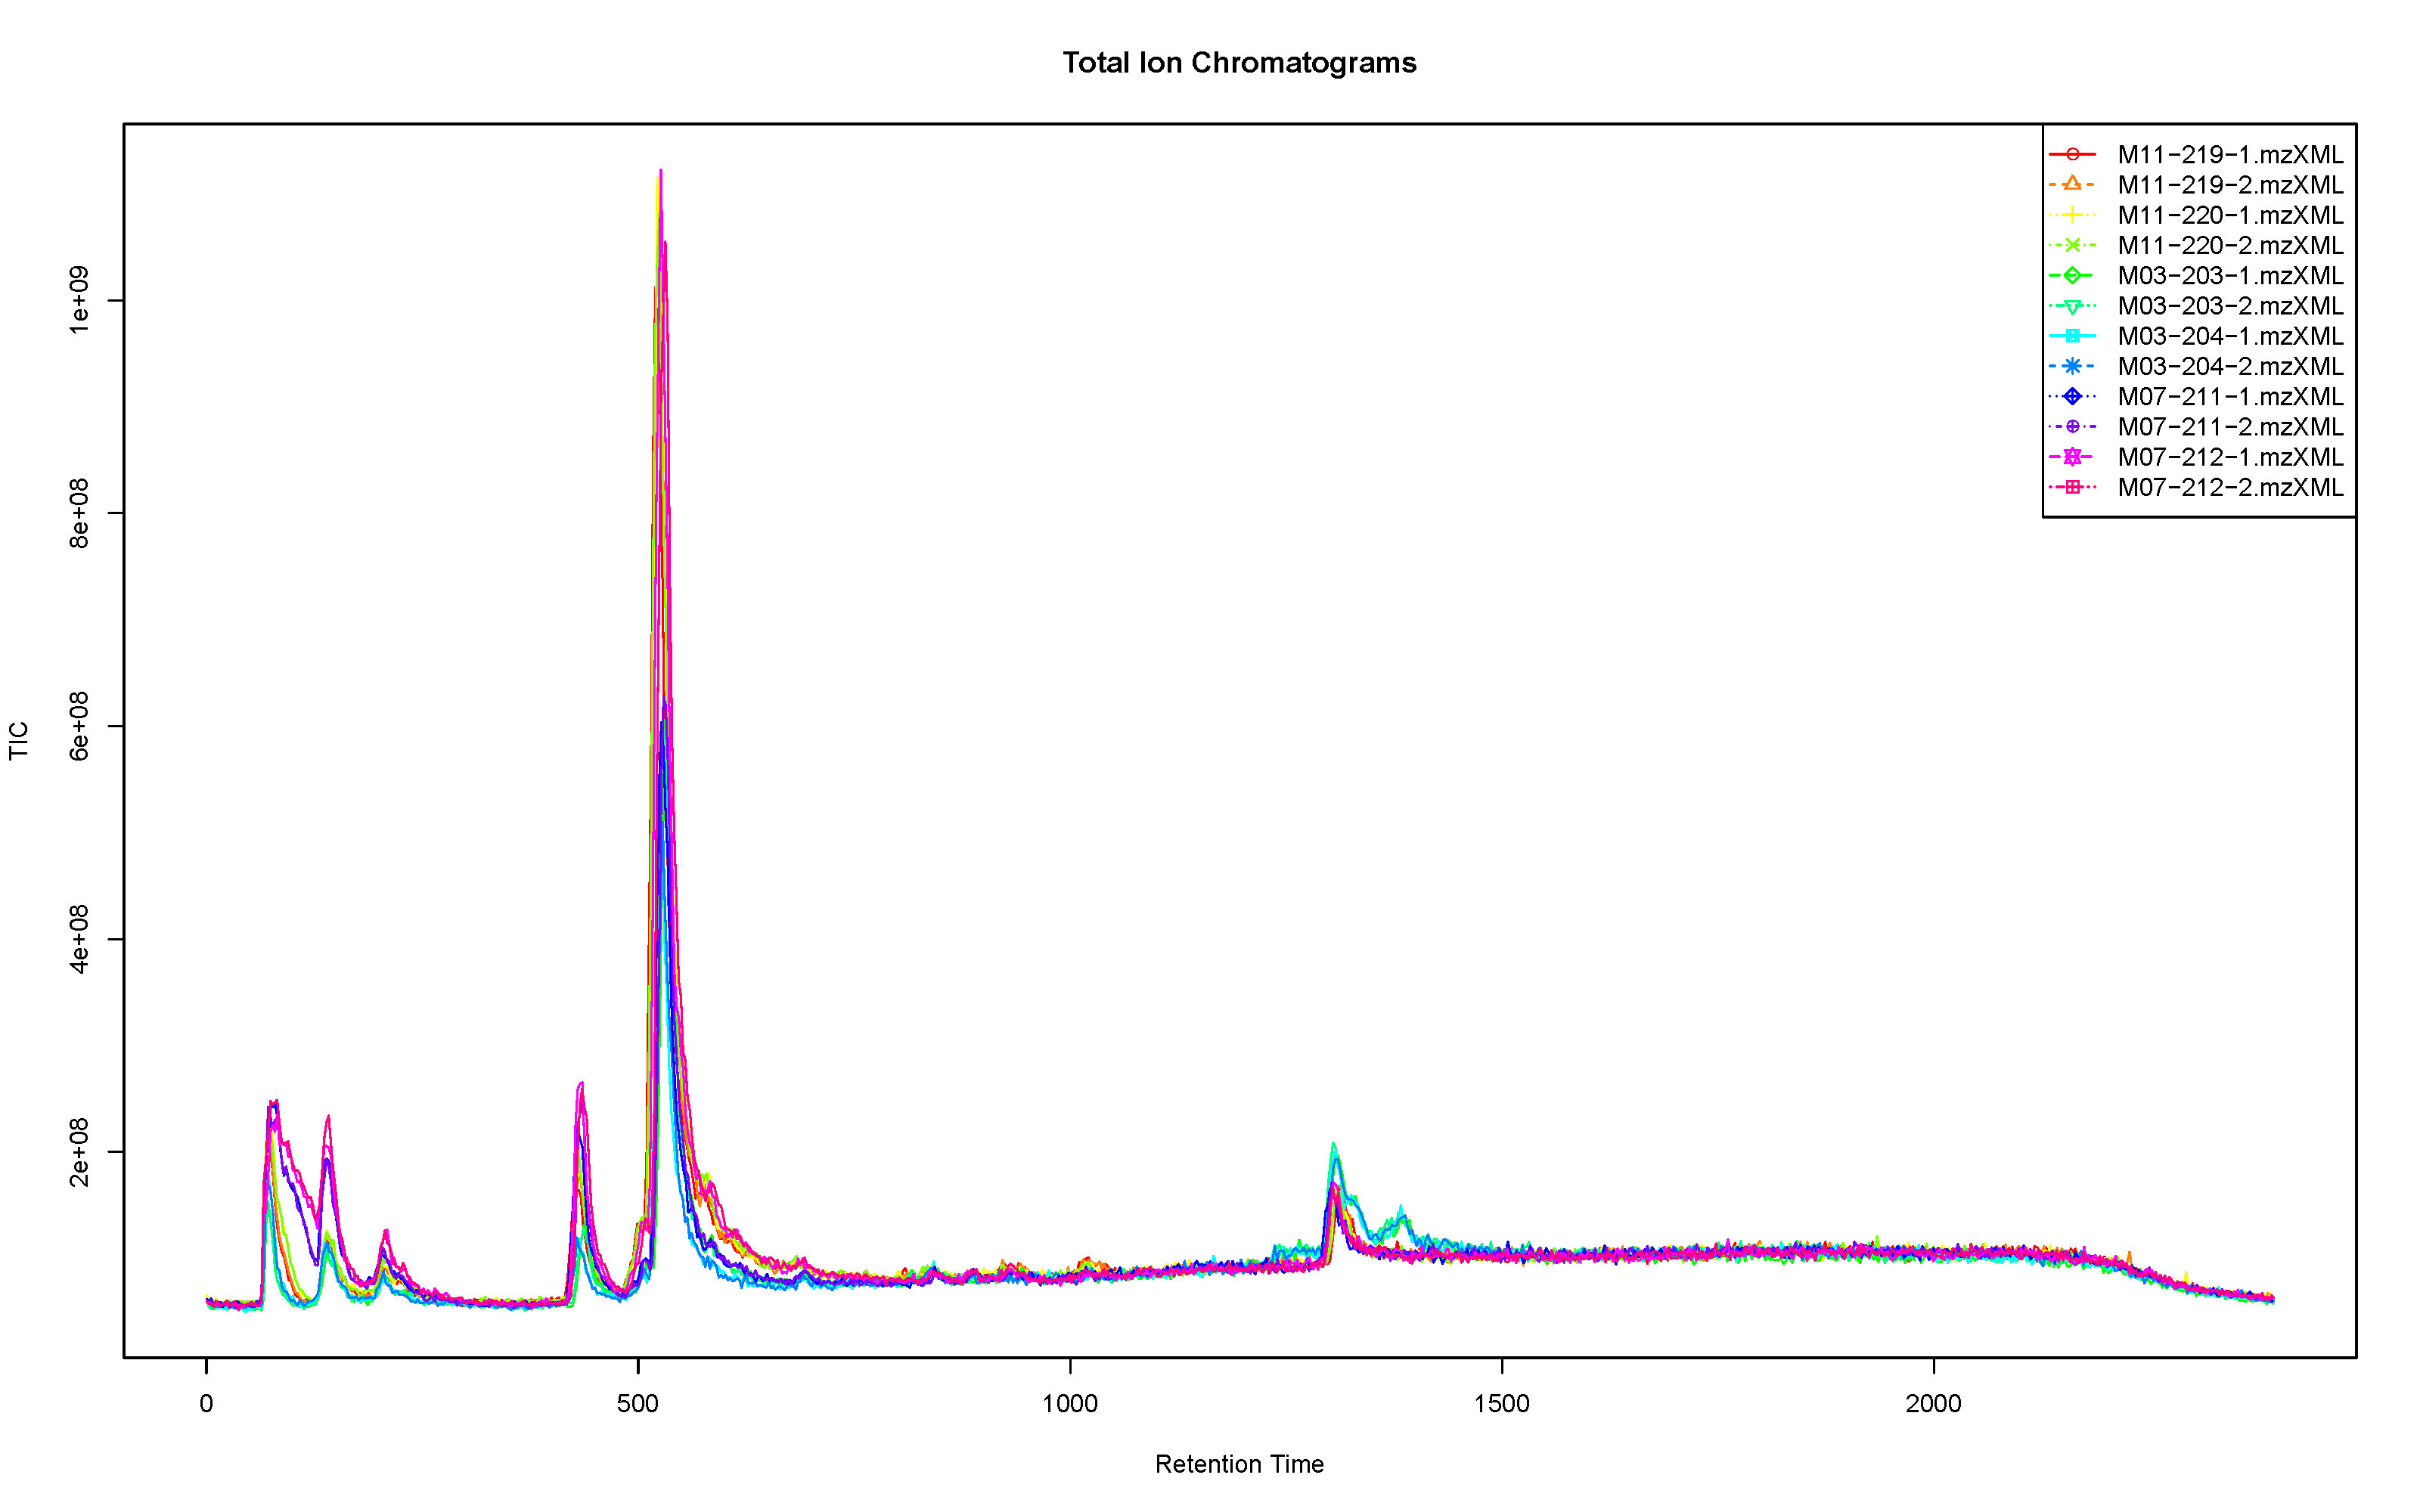 Total Ion Chromatograms
M11−219−1.mzXML
M11−219−2.mzXML
M11−220−1.mzXML
M11−220−2.mzXML
M03−203−1.mzXML
M03−203−2.mzXML
M03−204−1.mzXML
M03−204−2.mzXML
M07−211−1.mzXML
M07−211−2.mzXML
M07−212−1.mzXML
M07−212−2.mzXML
1e+09
8e+08
6e+08
4e+08
2e+08
TIC
0 500 1000 1500 2000
Retention Time